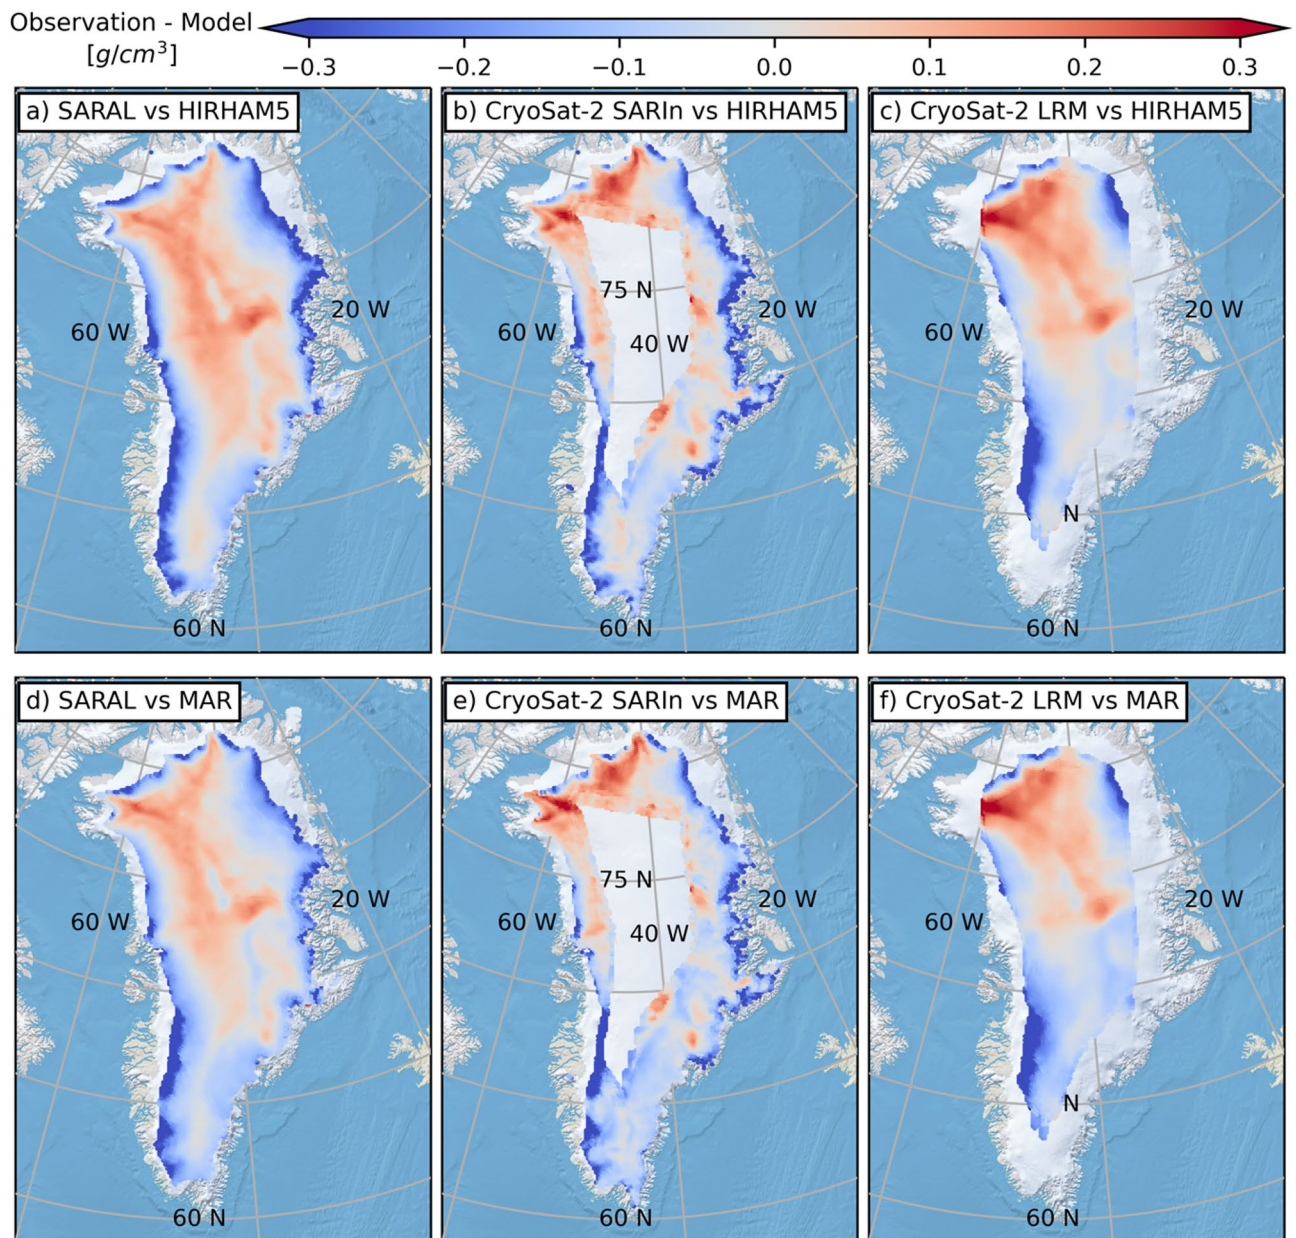 Observation - Model
[g/cm³]
−0.3 −0.2 −0.1 0.0 0.1 0.2 0.3
a) SARAL vs HIRHAM5
60 W
20 W
60 N
b) CryoSat-2 SARIn vs HIRHAM5
75 N
20 W
60 W
40 W
60 N
c) CryoSat-2 LRM vs HIRHAM5
20 W
60 W
N
60 N
d) SARAL vs MAR
20 W
60 W
60 N
e) CryoSat-2 SARIn vs MAR
75 N
20 W
60 W
40 W
60 N
f) CryoSat-2 LRM vs MAR
20 W
60 W
N
60 N